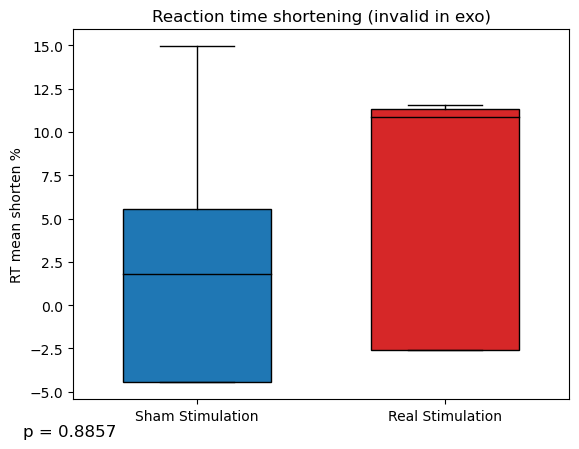 Reaction time shortening (invalid in exo)
RT mean shorten %
15.0
12.5
10.0
7.5
5.0
2.5
0.0
−2.5
−5.0
Sham Stimulation
Real Stimulation
p = 0.8857